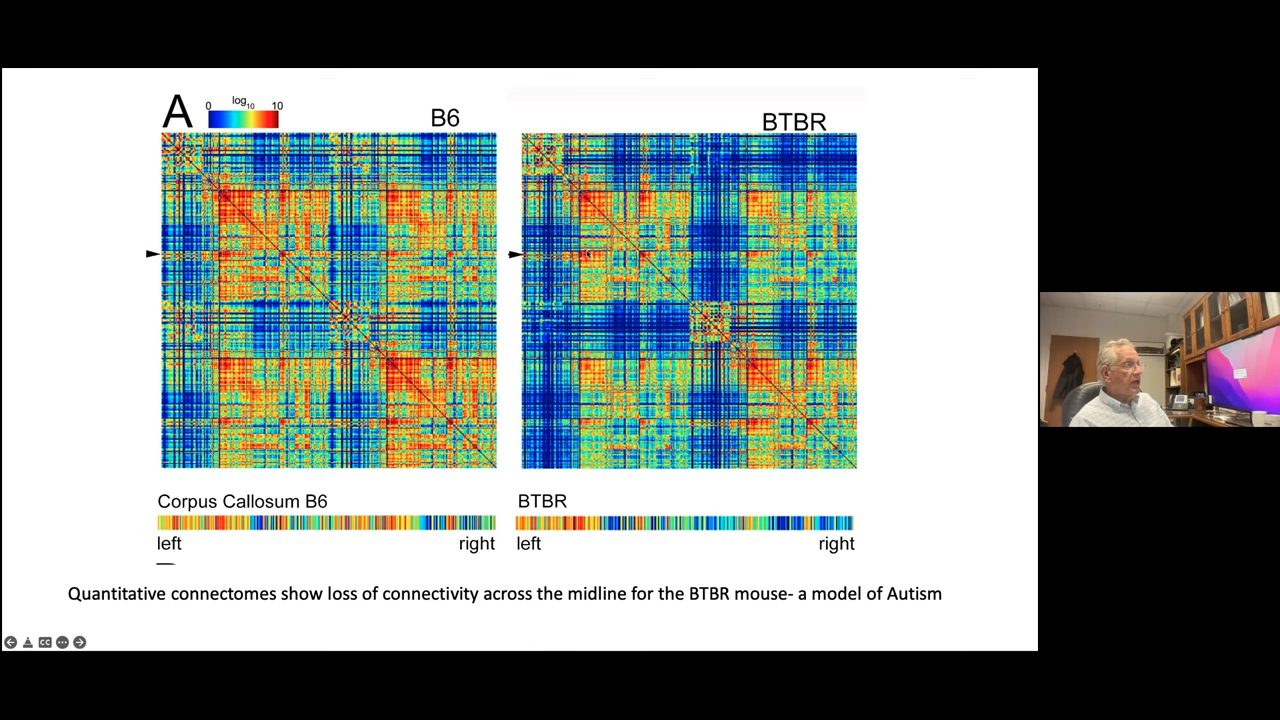 A
0 log10 10
B6
BTBR
Corpus Callosum B6
BTBR
left right
left right
Quantitative connectomes show loss of connectivity across the midline for the BTBR mouse- a model of Autism
CC